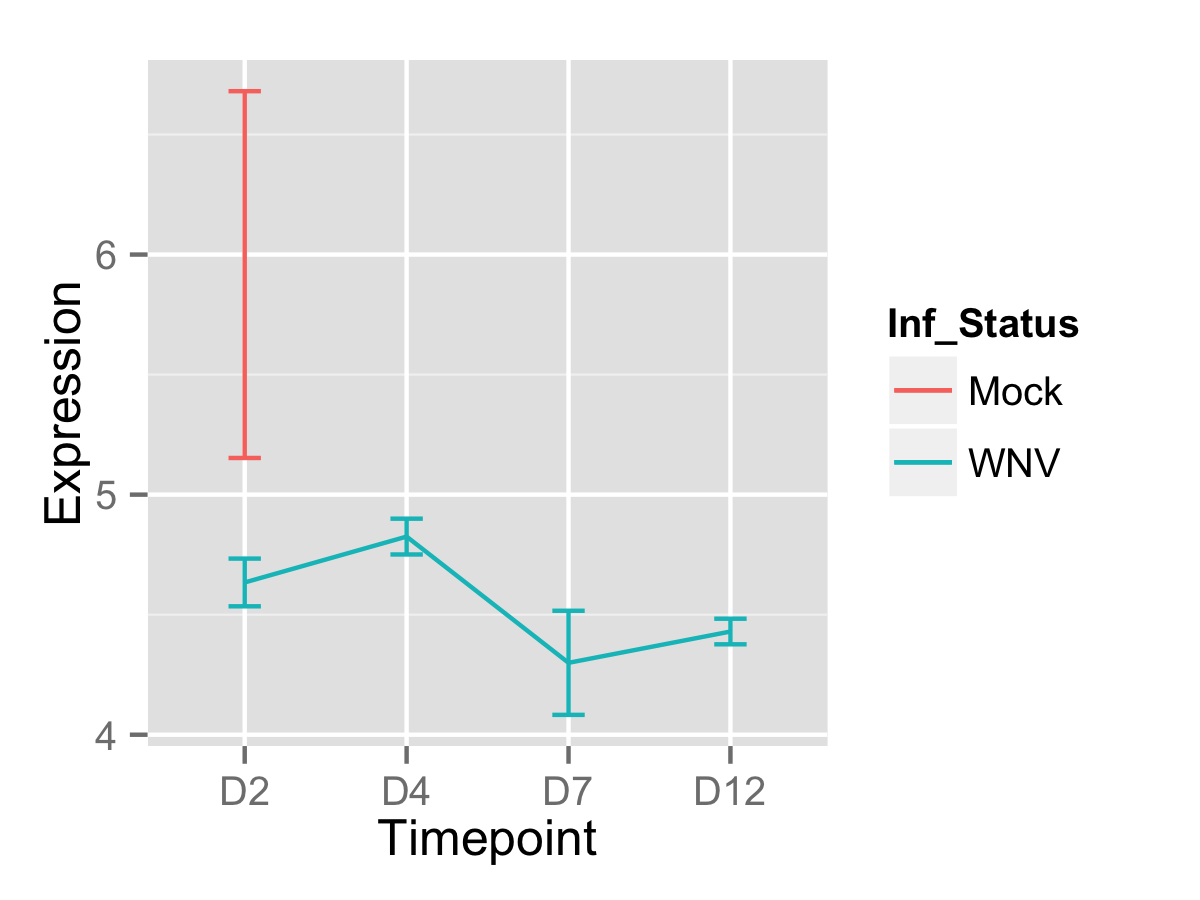 Expression
6
5
4
D2 D4 D7 D12
Timepoint
Inf_Status
Mock
WNV